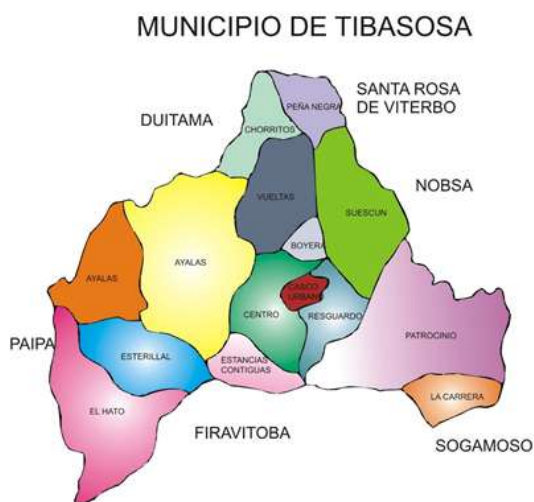 MUNICIPIO DE TIBASOSA
SANTA ROSA
DE VITERBO
DUITAMA
PEÑA NEGRA
CHORRITOS
NOBSA
VUELTAS
SUESCUN
BOYERA
AYALAS
AYALAS
CASCO
URBANO
CENTRO
RESGUARDO
PATROCINIO
PAIPA
ESTERILLAL
ESTANCIAS
CONTIGUAS
LA CARRERA
EL HATO
FIRAVITOBA
SOGAMOSO